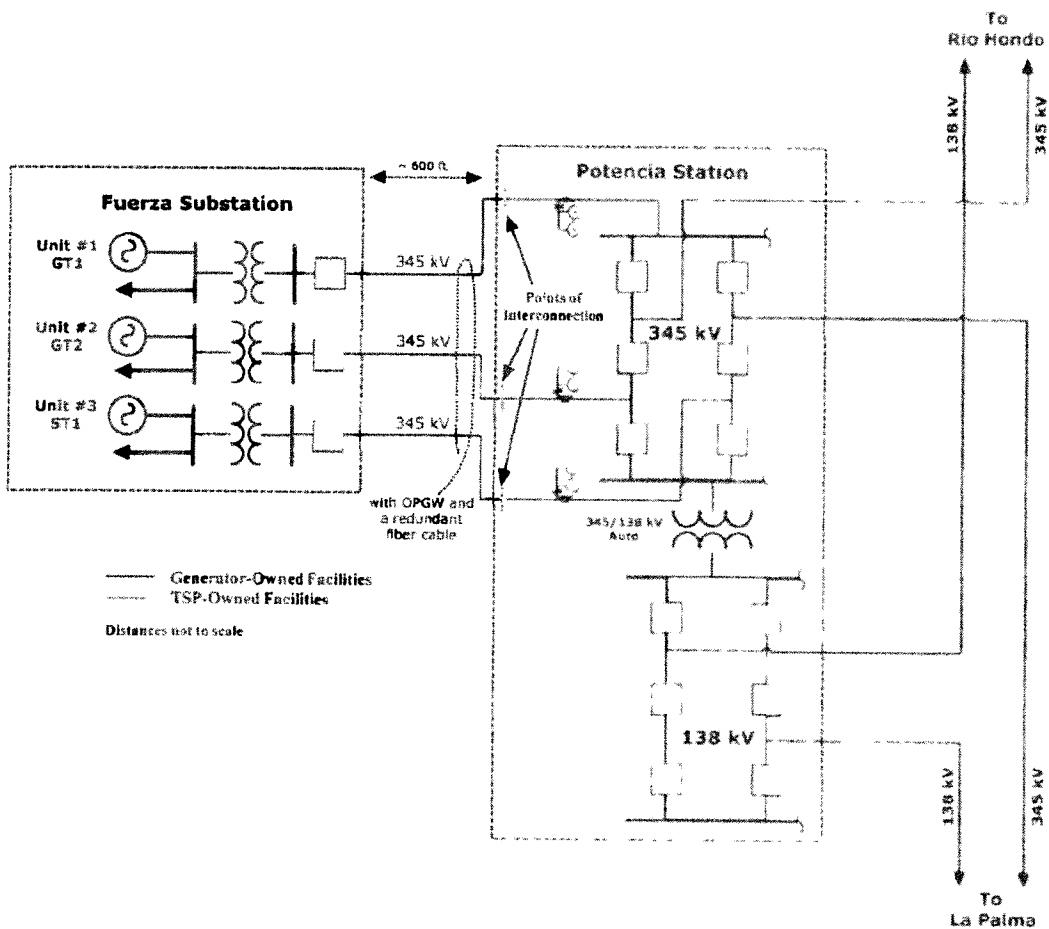 To
Rio Hondo
138 kV
345 kV
~ 600 ft.
Potencia Station
Fuerza Substation
Unit #1
GT1
345 kV
Points of
Interconnection
345 kV
Unit #2
GT2
345 kV
Unit #3
ST1
345 kV
with OPGW and
a redundant
fiber cable
345/138 kV
Auto
Generator-Owned Facilities
TSP-Owned Facilities
Distances not to scale
138 kV
138 kV
345 kV
To
La Palma